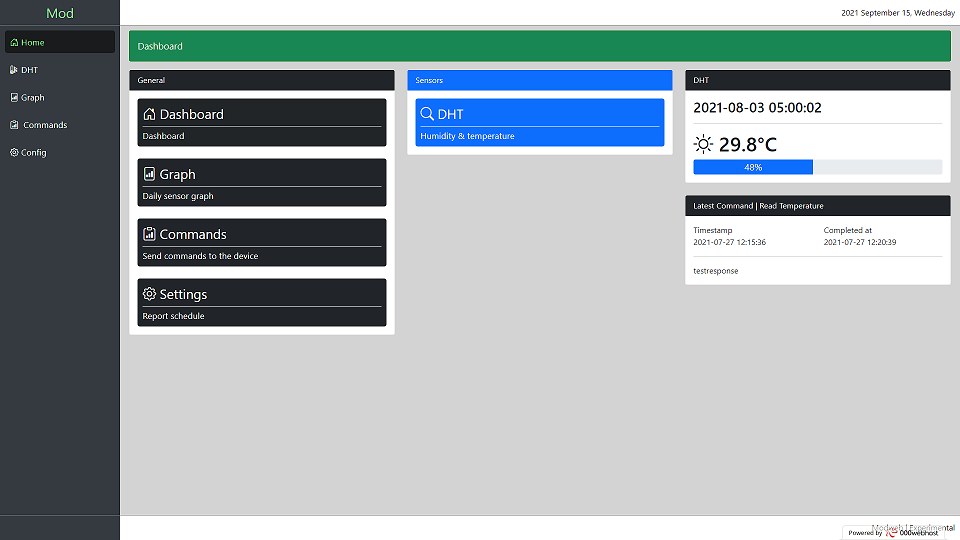 Mod
2021 September 15, Wednesday
Home
DHT
Graph
Commands
Config
Dashboard
General
Dashboard
Dashboard
Graph
Daily sensor graph
Commands
Send commands to the device
Settings
Report schedule
Sensors
DHT
Humidity & temperature
DHT
2021-08-03 05:00:02
29.8°C
48%
Latest Command | Read Temperature
Timestamp
2021-07-27 12:15:36
Completed at
2021-07-27 12:20:39
testresponse
Modweb | Experimental
Powered by 000webhost